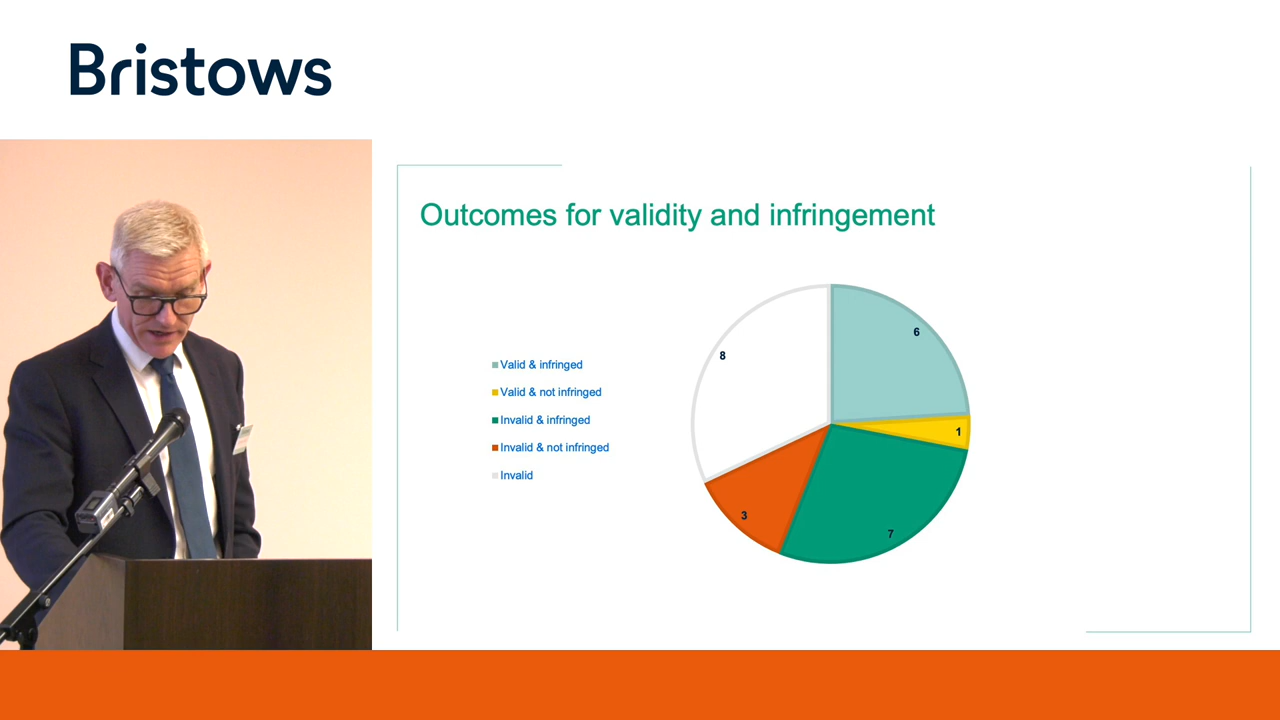 Bristows
Outcomes for validity and infringement
Valid & infringed
Valid & not infringed
Invalid & infringed
Invalid & not infringed
Invalid
6
1
7
3
8